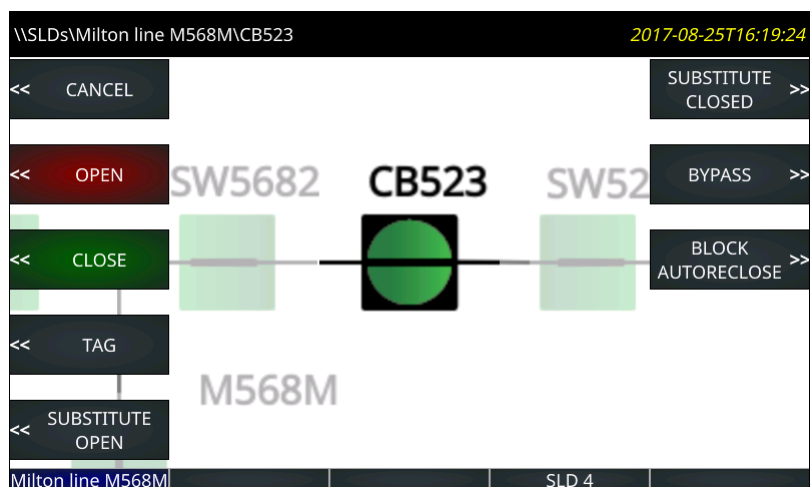 \\SLDs\Milton line M568M\CB523
2017-08-25T16:19:24
<< CANCEL
SUBSTITUTE
CLOSED >>
<< OPEN
SW5682
CB523
SW52
BYPASS >>
<< CLOSE
BLOCK
AUTORECLOSE >>
<< TAG
M568M
<< SUBSTITUTE
OPEN
Milton line M568M
SLD 4